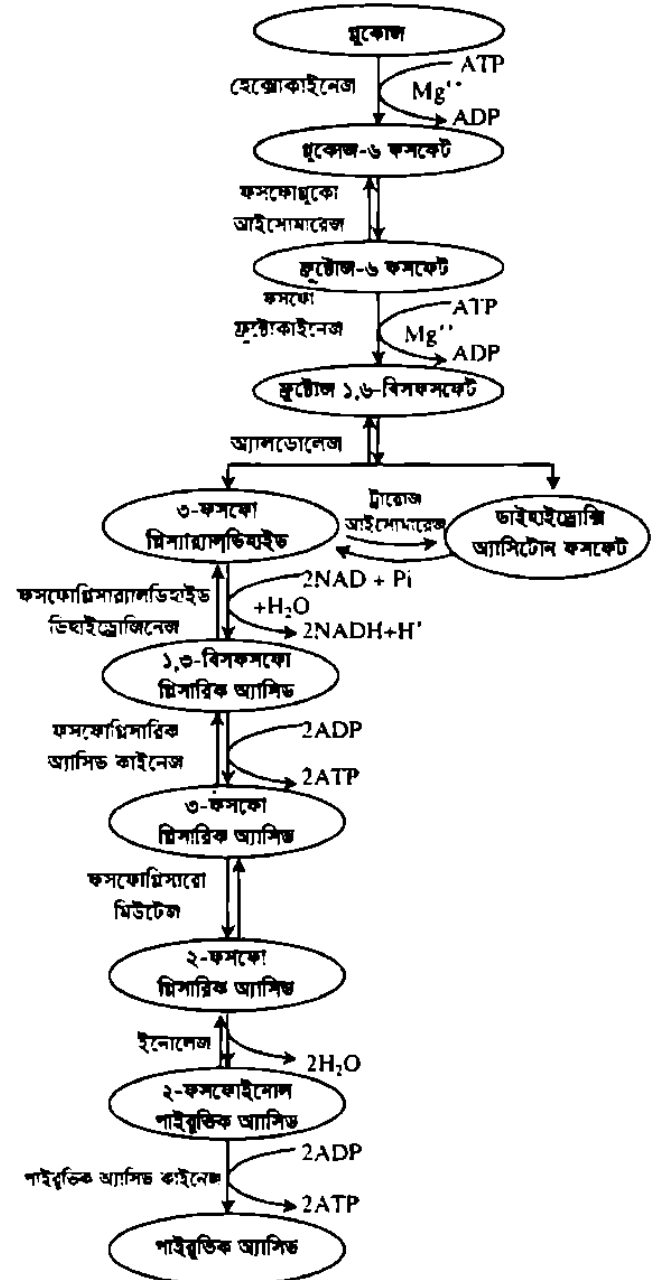 গ্লুকোজ
ATP
হেক্সোকাইনেজ
Mg⁺⁺
ADP
গ্লুকোজ-৬ ফসফেট
ফসফোগ্লুকো
আইসোমারেজ
ফ্রুক্টোজ-৬ ফসফেট
ফসফো
ফ্রুক্টোকাইনেজ
ATP
Mg⁺⁺
ADP
ফ্রুক্টোজ ১,৬-বিসফসফেট
অ্যালডোলেজ
৩-ফসফো
গ্লিসার‍্যালডিহাইড
ট্রায়োজ
আইসোমারেজ
ডাইহাইড্রোক্সি
অ্যাসিটোন ফসফেট
ফসফোগ্লিসার‍্যালডিহাইড
ডিহাইড্রোজিনেজ
2NAD + Pi
+H₂O
2NADH+H⁺
১,৩-বিসফসফো
গ্লিসারিক অ্যাসিড
ফসফোগ্লিসারিক
অ্যাসিড কাইনেজ
2ADP
2ATP
৩-ফসফো
গ্লিসারিক অ্যাসিড
ফসফোগ্লিসারো
মিউটেজ
২-ফসফো
গ্লিসারিক অ্যাসিড
ইনোলেজ
2H₂O
২-ফসফোইনোল
পাইরুভিক অ্যাসিড
পাইরুভিক অ্যাসিড কাইনেজ
2ADP
2ATP
পাইরুভিক অ্যাসিড